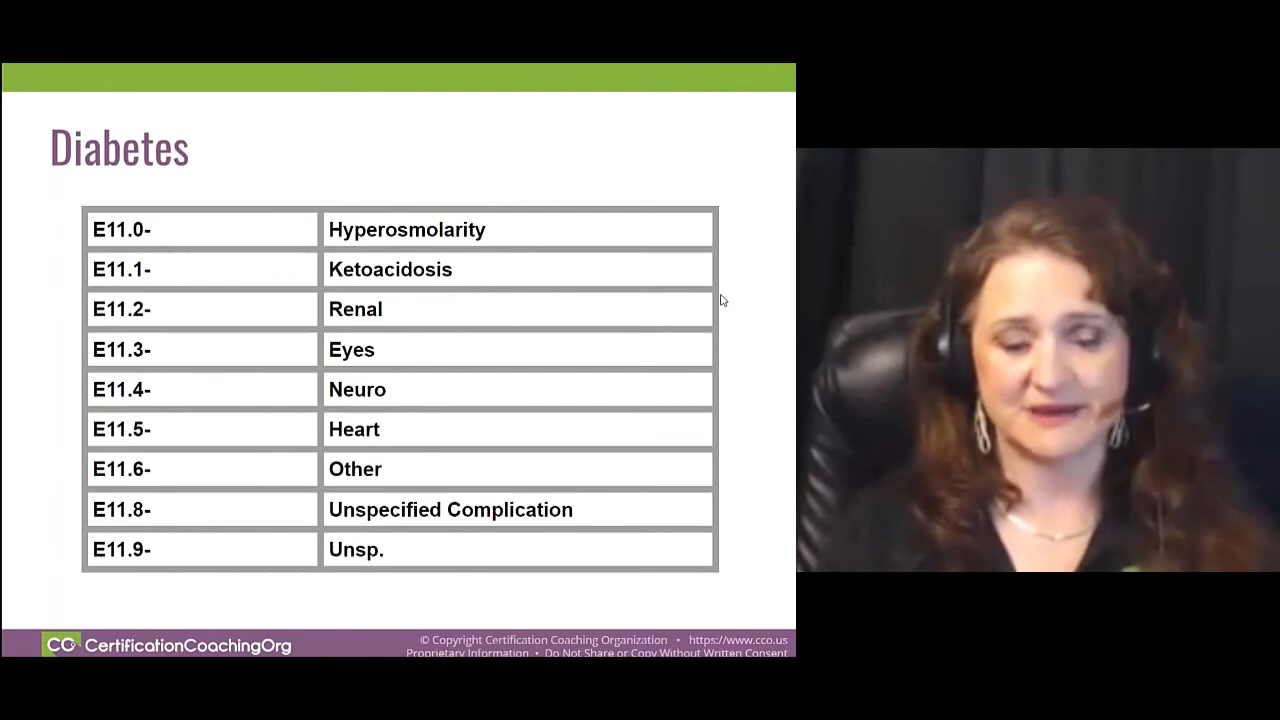 Diabetes
E11.0- Hyperosmolarity
E11.1- Ketoacidosis
E11.2- Renal
E11.3- Eyes
E11.4- Neuro
E11.5- Heart
E11.6- Other
E11.8- Unspecified Complication
E11.9- Unsp.
CO CertificationCoachingOrg
© Copyright Certification Coaching Organization • https://www.cco.us
Proprietary Information • Do Not Share or Copy Without Written Consent